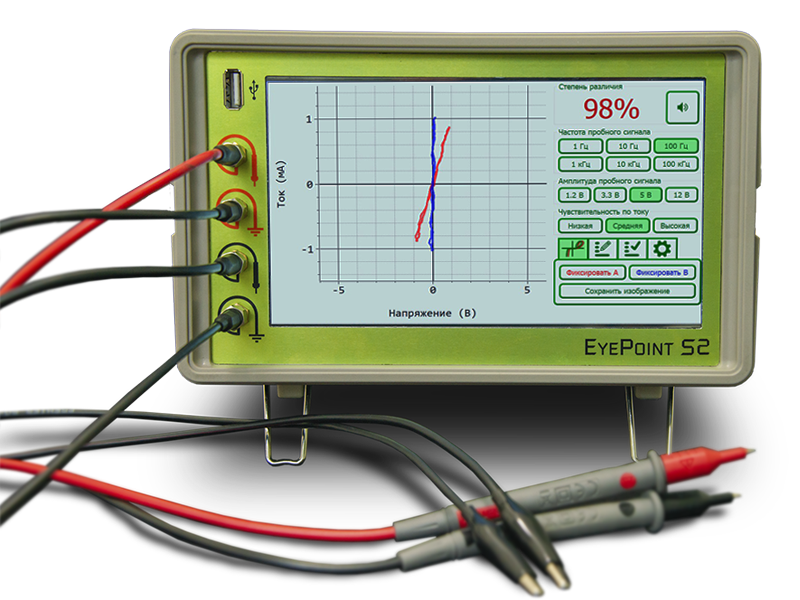 Степень различия
98%
Частота пробного сигнала
1 Гц 10 Гц 100 Гц
1 кГц 10 кГц 100 кГц
Амплитуда пробного сигнала
1.2 В 3.3 В 5 В 12 В
Чувствительность по току
Низкая Средняя Высокая
Фиксировать A Фиксировать B
Сохранить изображение
Ток (мА)
1
0
-1
-5 0 5
Напряжение (В)
EyePoint S2